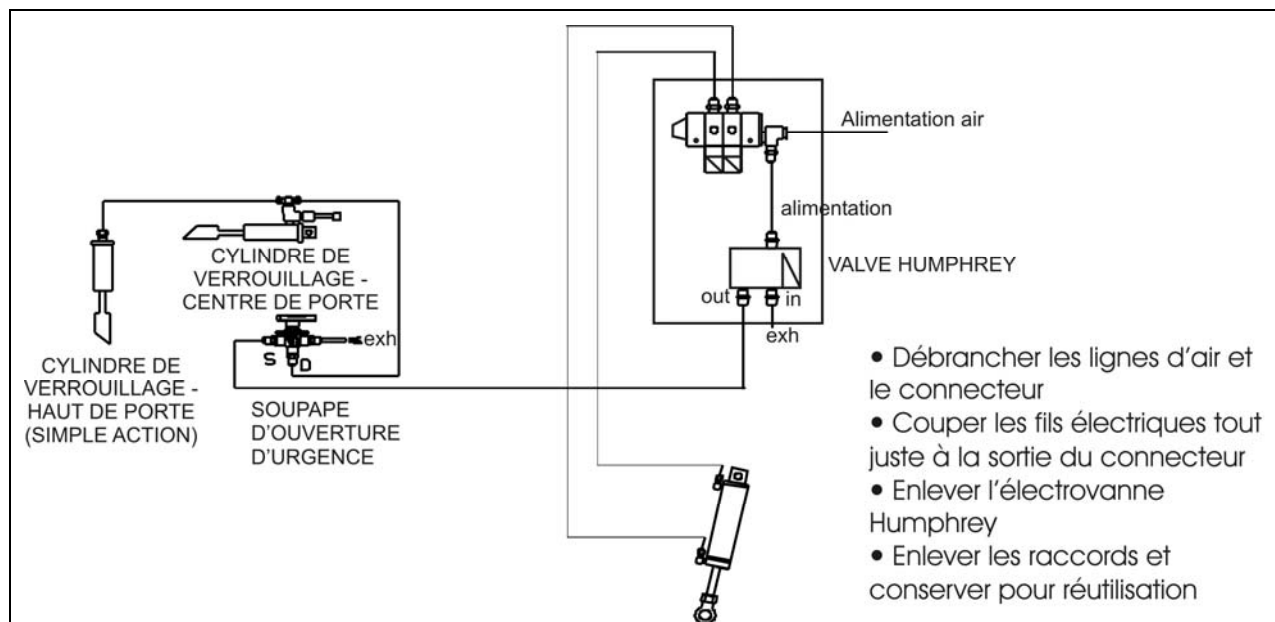 Alimentation air
alimentation
VALVE HUMPHREY
out
in
exh
CYLINDRE DE
VERROUILLAGE -
CENTRE DE PORTE
exh
S
D
CYLINDRE DE
VERROUILLAGE -
HAUT DE PORTE
(SIMPLE ACTION)
SOUPAPE
D'OUVERTURE
D'URGENCE
• Débrancher les lignes d'air et
le connecteur
• Couper les fils électriques tout
juste à la sortie du connecteur
• Enlever l'électrovanne
Humphrey
• Enlever les raccords et
conserver pour réutilisation